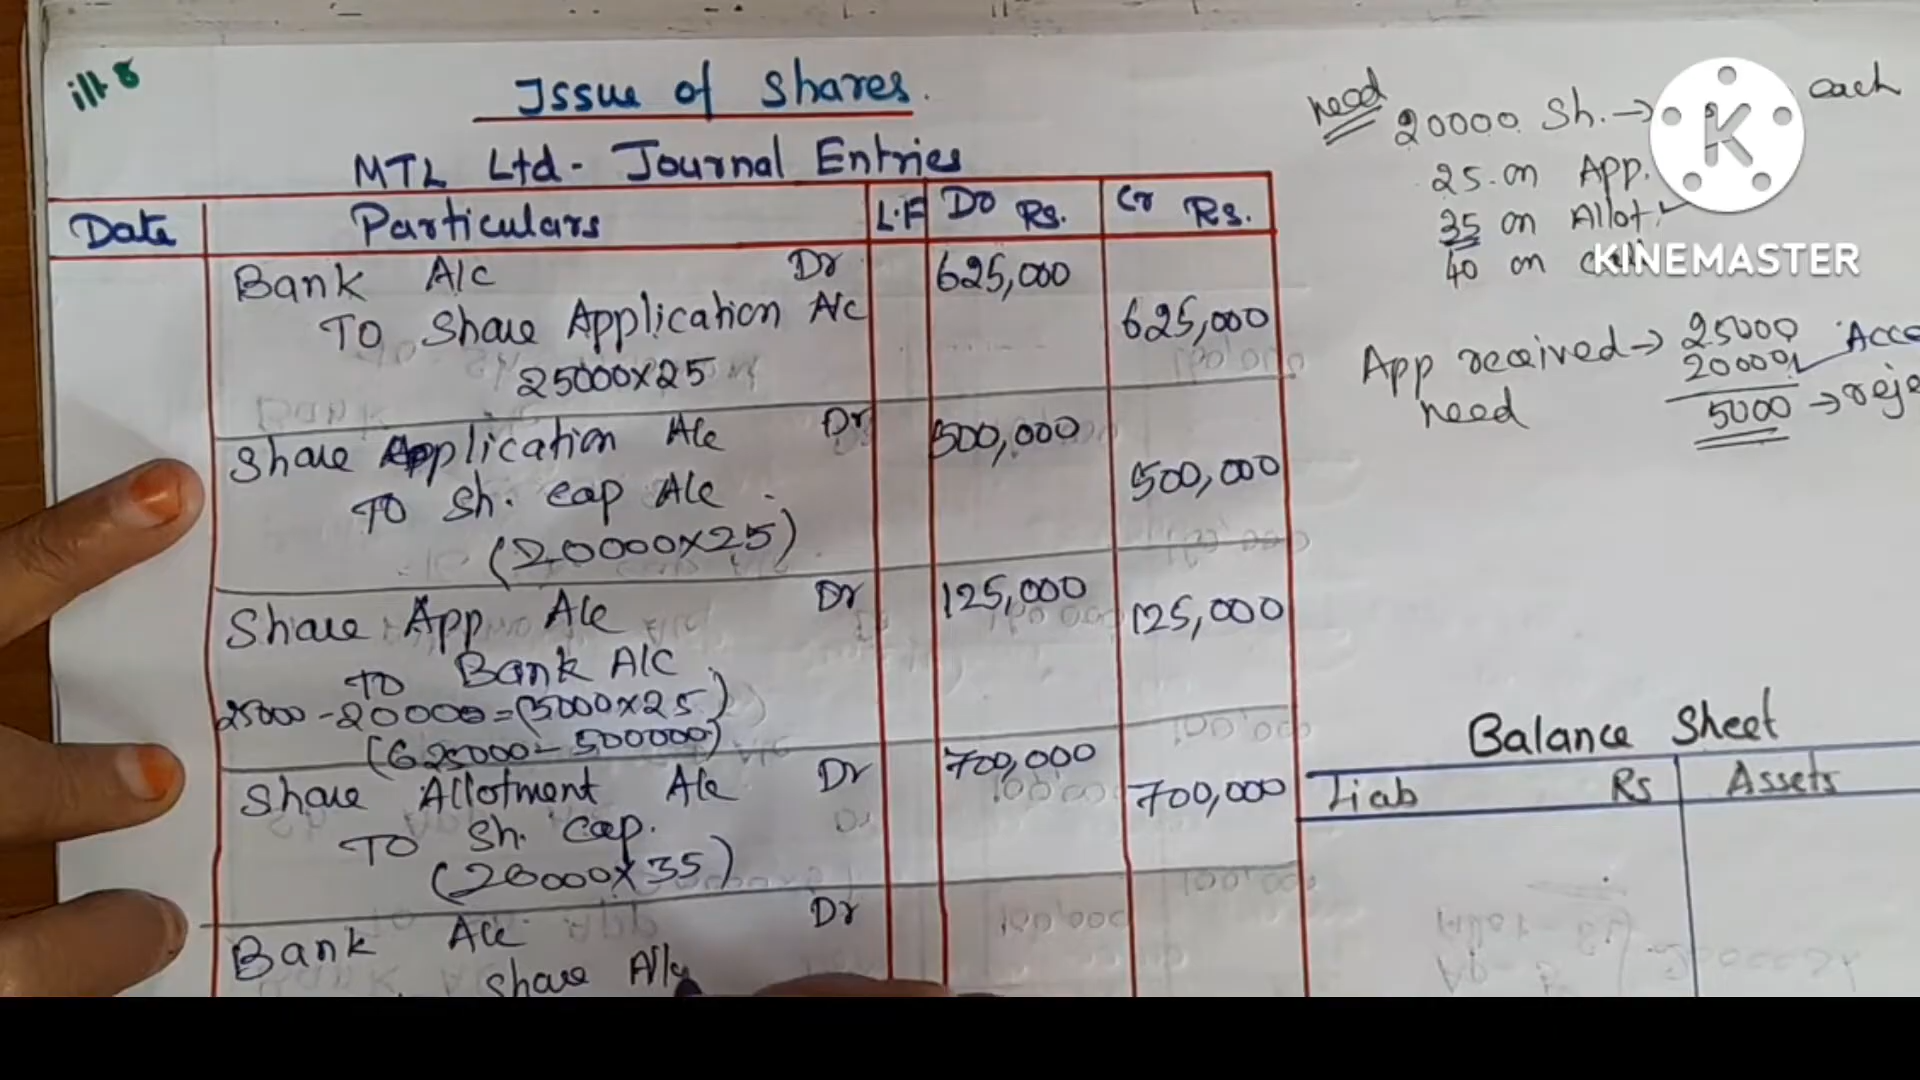 ill 8
Issue of Shares.
MTL Ltd - Journal Entries
Date Particulars L.F Dr Rs. Cr Rs.
Bank A/c Dr 625,000
TO Share Application A/c 625,000
25000x25
Share Application A/c Dr 500,000
TO Sh. cap A/c 500,000
(20000x25)
Share App A/c Dr 125,000
TO Bank A/C 125,000
25000-20000=(5000x25)
(625000-500000)
Share Allotment A/c Dr 700,000
TO Sh. Cap. 700,000
(20000x35)
Bank A/c Dr
Share Allo
need
20000 Sh. → each
25 on App.
35 on Allot.
40 on
KINEMASTER
App received → 25000
need 20000 Acce
5000 → reje
Balance Sheet
Liab Rs Assets